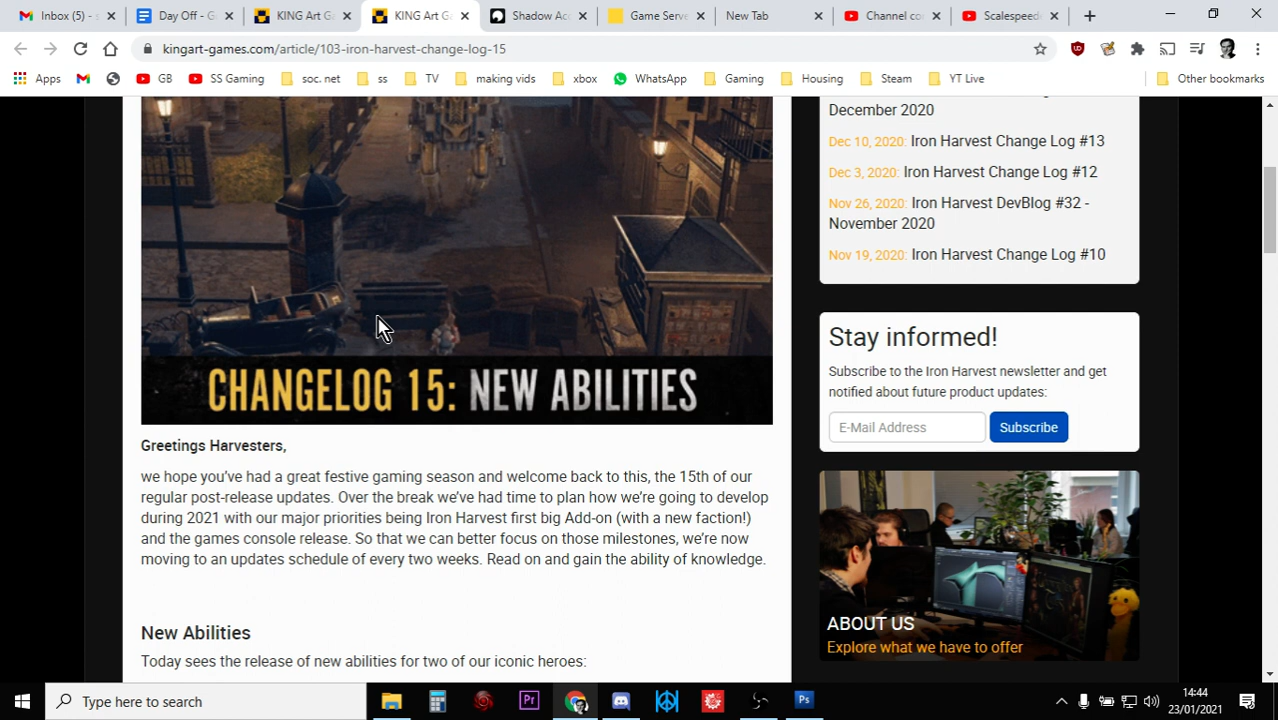 Inbox (5) - s
Day Off - G
KING Art G
KING Art G
Shadow Ac
Game Serve
New Tab
Channel co
Scalespeed
kingart-games.com/article/103-iron-harvest-change-log-15
Apps
GB
SS Gaming
soc. net
ss
TV
making vids
xbox
WhatsApp
Gaming
Housing
Steam
YT Live
Other bookmarks
CHANGELOG 15: NEW ABILITIES
Greetings Harvesters,
we hope you've had a great festive gaming season and welcome back to this, the 15th of our
regular post-release updates. Over the break we've had time to plan how we're going to develop
during 2021 with our major priorities being Iron Harvest first big Add-on (with a new faction!)
and the games console release. So that we can better focus on those milestones, we're now
moving to an updates schedule of every two weeks. Read on and gain the ability of knowledge.
New Abilities
Today sees the release of new abilities for two of our iconic heroes:
December 2020
Dec 10, 2020: Iron Harvest Change Log #13
Dec 3, 2020: Iron Harvest Change Log #12
Nov 26, 2020: Iron Harvest DevBlog #32 -
November 2020
Nov 19, 2020: Iron Harvest Change Log #10
Stay informed!
Subscribe to the Iron Harvest newsletter and get
notified about future product updates:
E-Mail Address
Subscribe
ABOUT US
Explore what we have to offer
Type here to search
Pr
Ps
14:44
23/01/2021